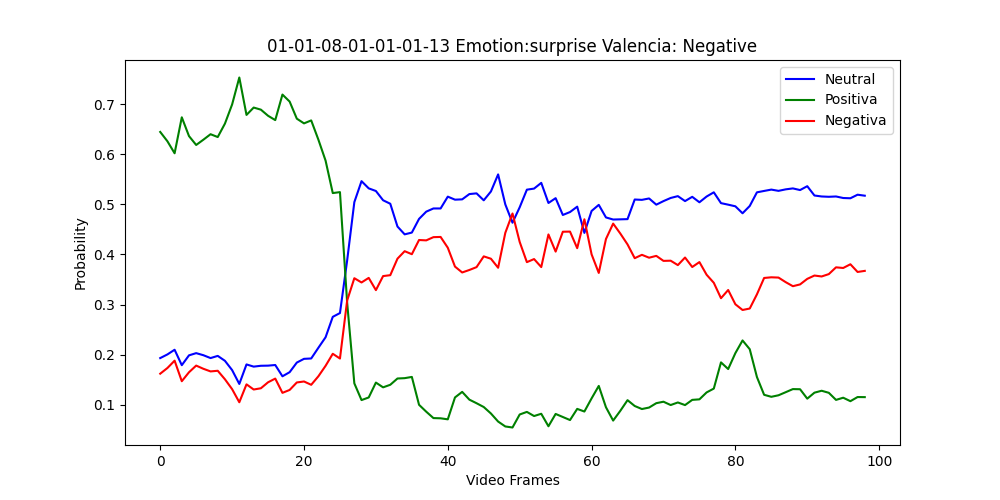 01-01-08-01-01-01-13 Emotion:surprise Valencia: Negative
Neutral
Positiva
Negativa
Probability
0.7
0.6
0.5
0.4
0.3
0.2
0.1
0 20 40 60 80 100
Video Frames